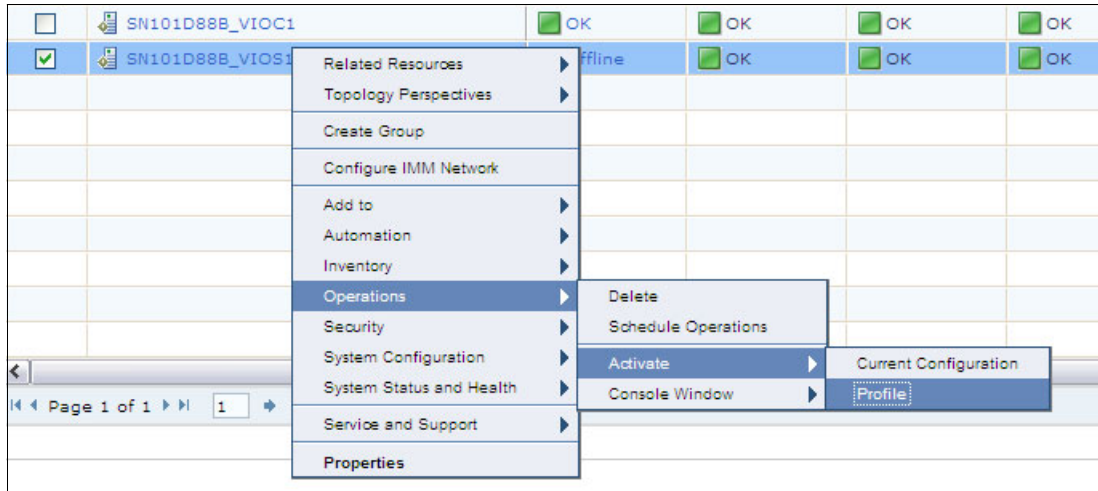 SN101D88B_VIOC1 OK OK OK OK
SN101D88B_VIOS1 ffline OK OK OK
Related Resources
Topology Perspectives
Create Group
Configure IMM Network
Add to
Automation
Inventory
Operations
Security
System Configuration
System Status and Health
Service and Support
Properties
Delete
Schedule Operations
Activate
Console Window
Current Configuration
Profile
Page 1 of 1 1